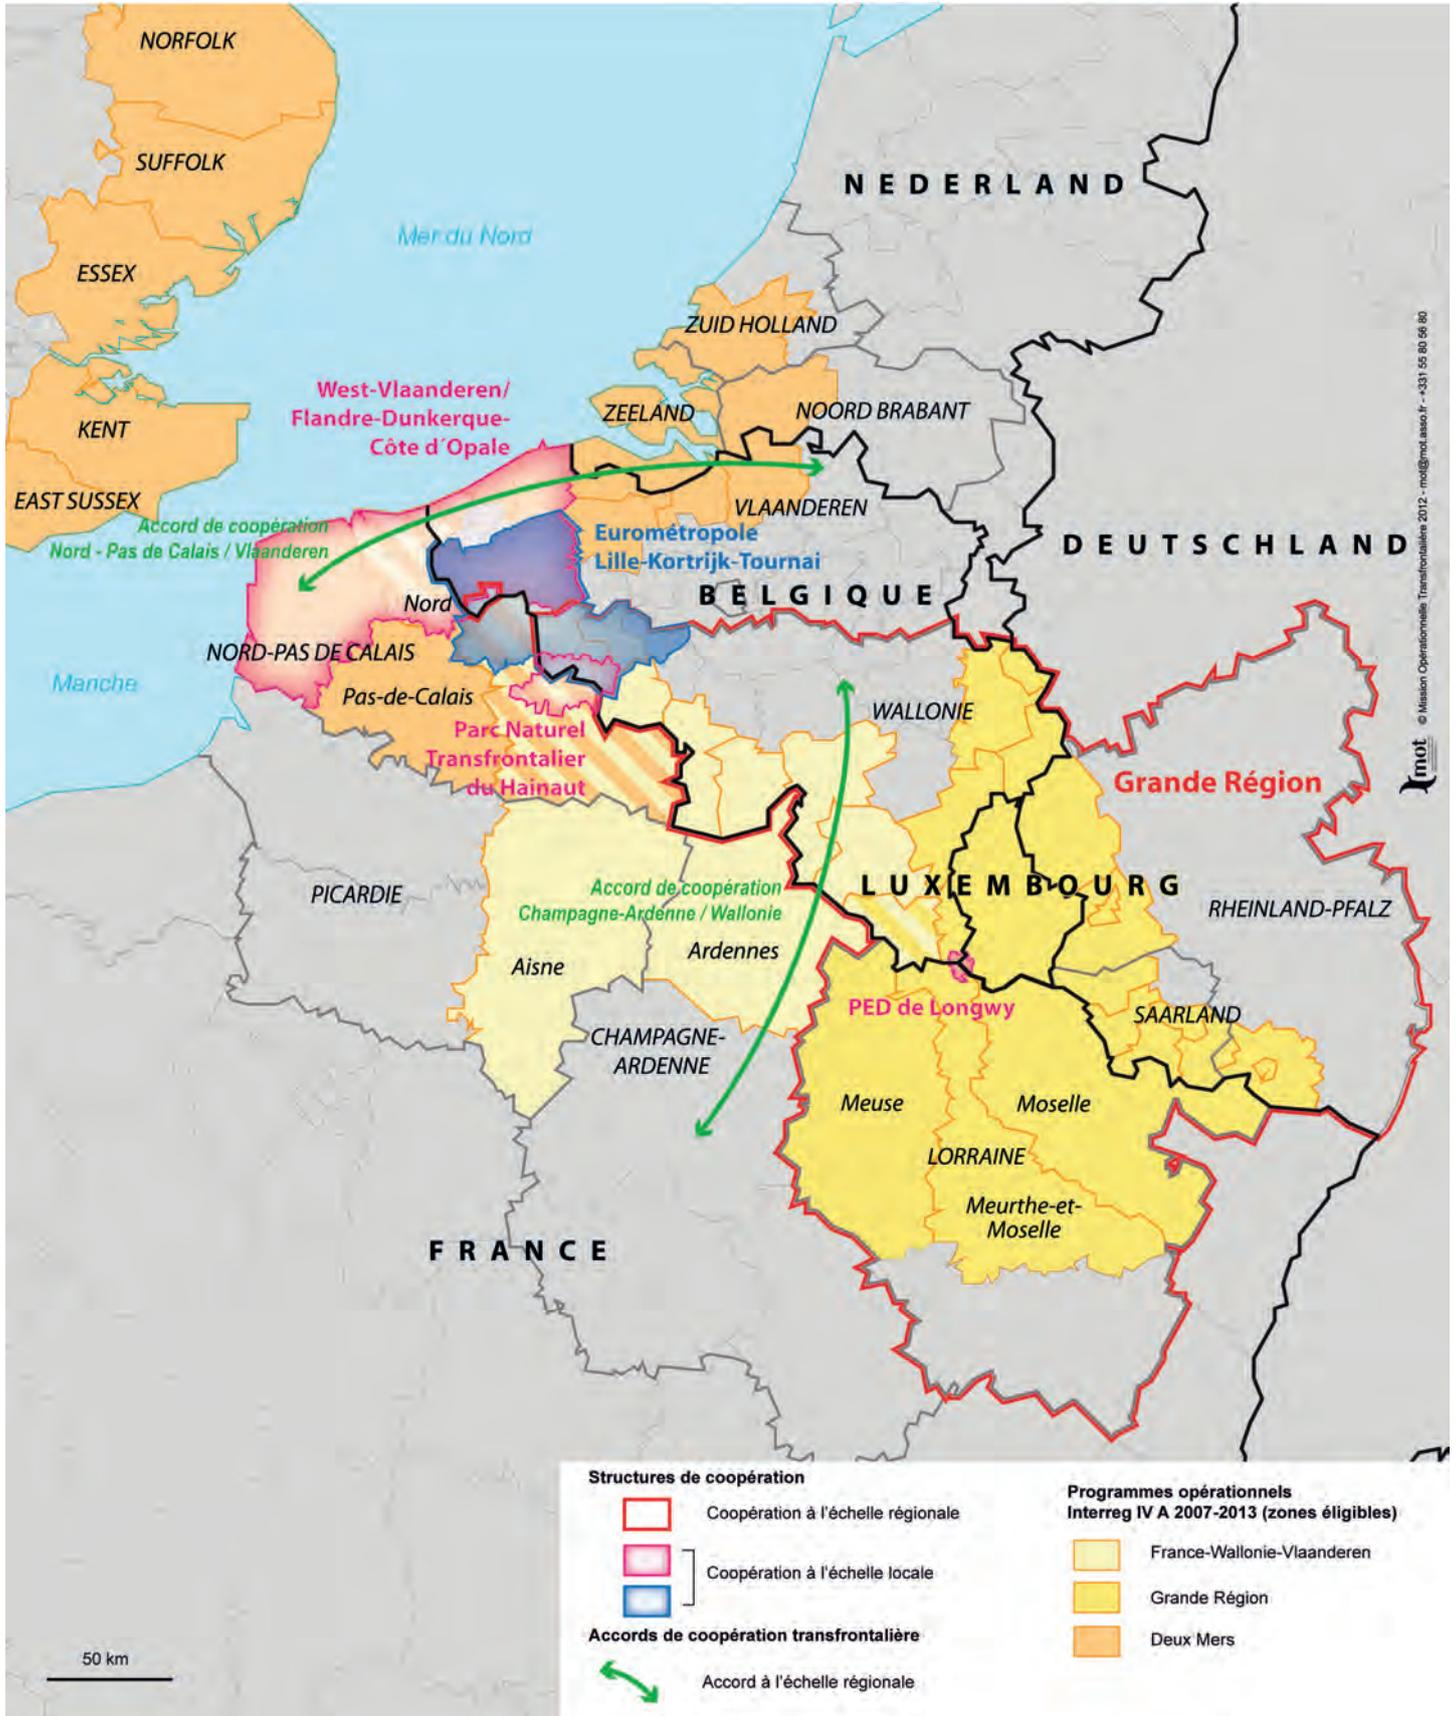 NORFOLK
SUFFOLK
NEDERLAND
Mer du Nord
ESSEX
ZUID HOLLAND
West-Vlaanderen/
Flandre-Dunkerque-
Côte d´Opale
ZEELAND
NOORD BRABANT
KENT
EAST SUSSEX
VLAANDEREN
Accord de coopération
Nord - Pas de Calais / Vlaanderen
Eurométropole
Lille-Kortrijk-Tournai
DEUTSCHLAND
BELGIQUE
Nord
NORD-PAS DE CALAIS
Manche
Pas-de-Calais
WALLONIE
Parc Naturel
Transfrontalier
du Hainaut
Grande Région
© Mission Opérationnelle Transfrontalière 2012 - mot@mot.asso.fr - +331 55 80 56 80
mot
PICARDIE
Accord de coopération
Champagne-Ardenne / Wallonie
LUXEMBOURG
RHEINLAND-PFALZ
Ardennes
Aisne
PED de Longwy
SAARLAND
CHAMPAGNE-
ARDENNE
Meuse
Moselle
LORRAINE
Meurthe-et-
Moselle
FRANCE
Structures de coopération
Coopération à l'échelle régionale
Coopération à l'échelle locale
Accords de coopération transfrontalière
Accord à l'échelle régionale
Programmes opérationnels
Interreg IV A 2007-2013 (zones éligibles)
France-Wallonie-Vlaanderen
Grande Région
Deux Mers
50 km